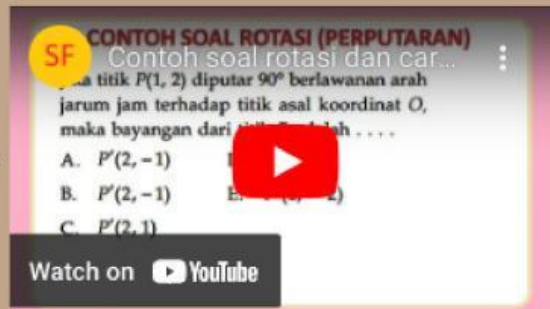 CONTOH SOAL ROTASI (PERPUTARAN)
SF Contoh soal rotasi dan car...
titik P(1, 2) diputar 90° berlawanan arah
jarum jam terhadap titik asal koordinat O,
maka bayangan dari . . . .
A. P'(2, −1)
B. P'(2, −1) E.
C. P'(2, 1)
Watch on YouTube